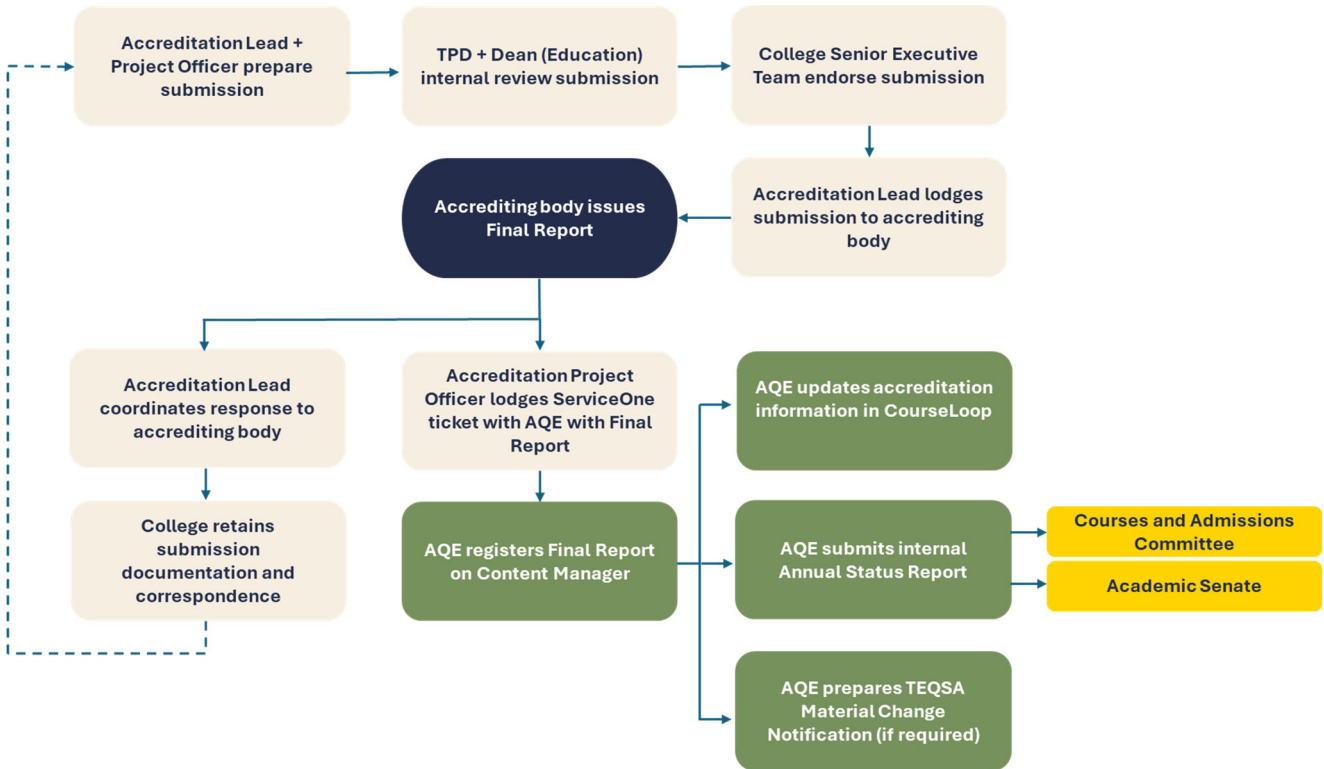 Accreditation Lead +
Project Officer prepare
submission
TPD + Dean (Education)
internal review submission
College Senior Executive
Team endorse submission
Accrediting body issues
Final Report
Accreditation Lead lodges
submission to accrediting
body
Accreditation Lead
coordinates response to
accrediting body
Accreditation Project
Officer lodges ServiceOne
ticket with AQE with Final
Report
AQE updates accreditation
information in CourseLoop
College retains
submission
documentation and
correspondence
AQE registers Final Report
on Content Manager
AQE submits internal
Annual Status Report
Courses and Admissions
Committee
Academic Senate
AQE prepares TEQSA
Material Change
Notification (if required)